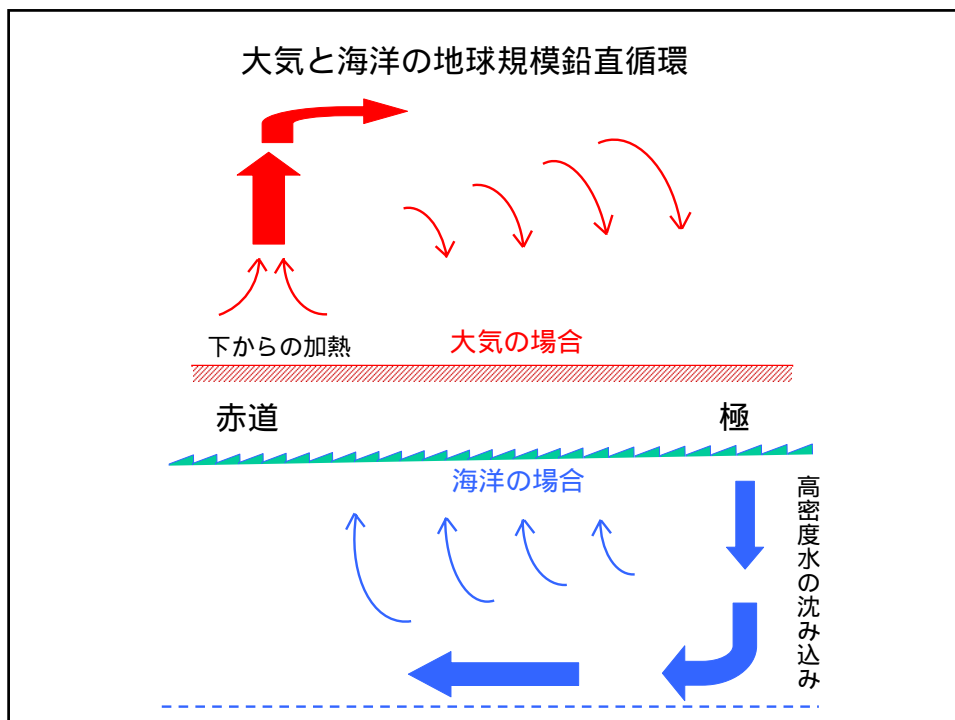 大気と海洋の地球規模鉛直循環
下からの加熱
大気の場合
赤道
極
海洋の場合
高密度水の沈み込み